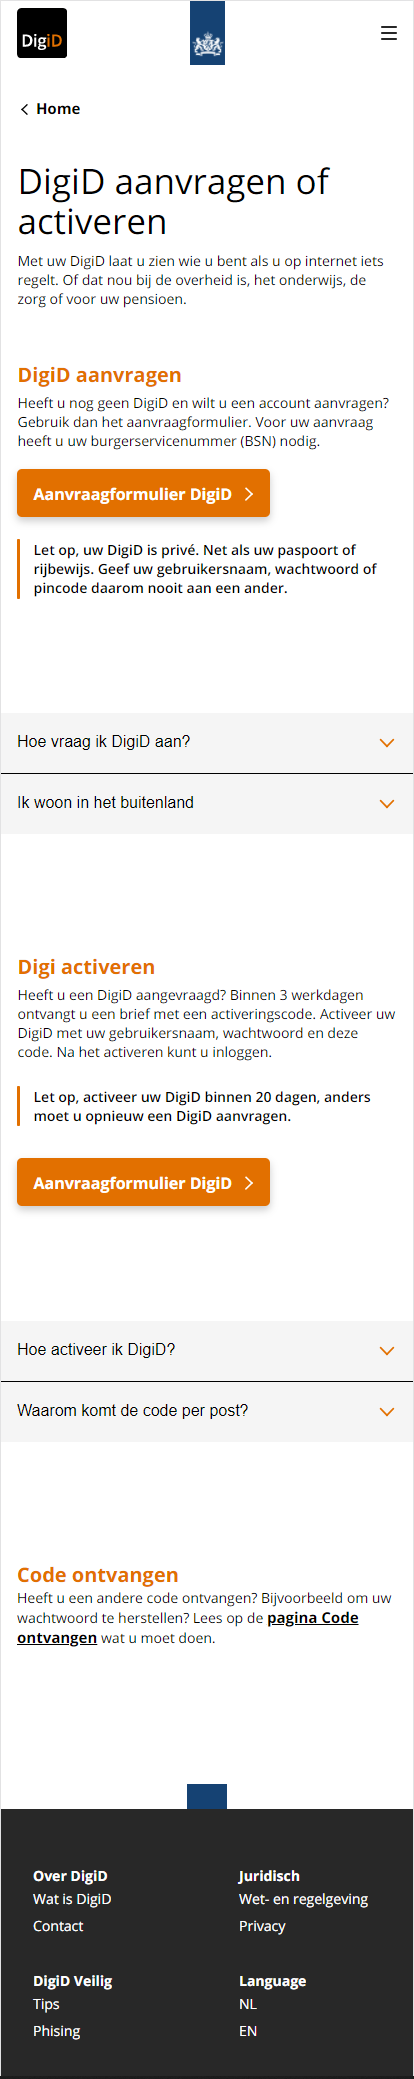 DigiD
Home
DigiD aanvragen of
activeren
Met uw DigiD laat u zien wie u bent als u op internet iets
regelt. Of dat nou bij de overheid is, het onderwijs, de
zorg of voor uw pensioen.
DigiD aanvragen
Heeft u nog geen DigiD en wilt u een account aanvragen?
Gebruik dan het aanvraagformulier. Voor uw aanvraag
heeft u uw burgerservicenummer (BSN) nodig.
Aanvraagformulier DigiD
Let op, uw DigiD is privé. Net als uw paspoort of
rijbewijs. Geef uw gebruikersnaam, wachtwoord of
pincode daarom nooit aan een ander.
Hoe vraag ik DigiD aan?
Ik woon in het buitenland
Digi activeren
Heeft u een DigiD aangevraagd? Binnen 3 werkdagen
ontvangt u een brief met een activeringscode. Activeer uw
DigiD met uw gebruikersnaam, wachtwoord en deze
code. Na het activeren kunt u inloggen.
Let op, activeer uw DigiD binnen 20 dagen, anders
moet u opnieuw een DigiD aanvragen.
Aanvraagformulier DigiD
Hoe activeer ik DigiD?
Waarom komt de code per post?
Code ontvangen
Heeft u een andere code ontvangen? Bijvoorbeeld om uw
wachtwoord te herstellen? Lees op de pagina Code
ontvangen wat u moet doen.
Over DigiD
Wat is DigiD
Contact
Juridisch
Wet- en regelgeving
Privacy
DigiD Veilig
Tips
Phising
Language
NL
EN